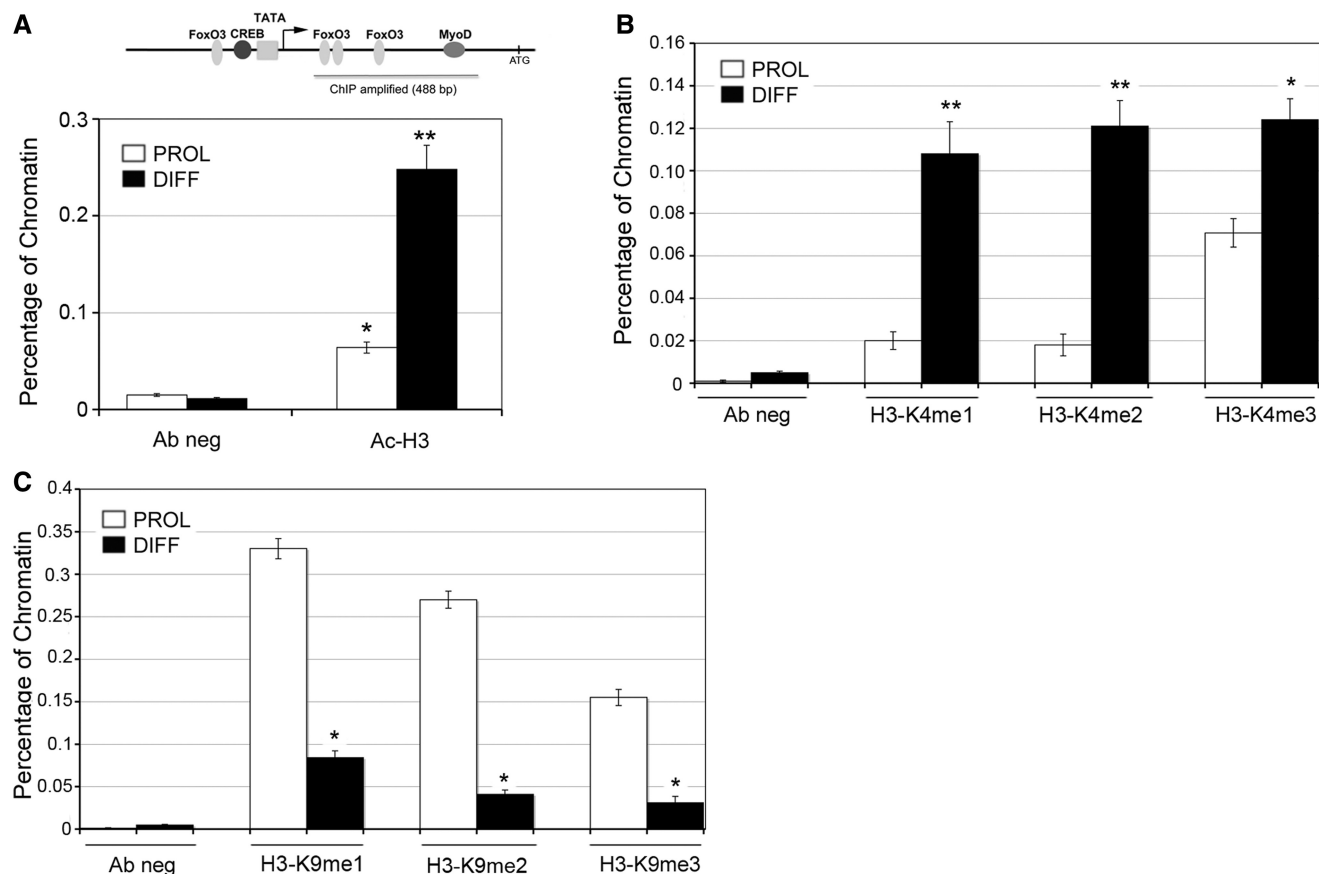 A
TATA
FoxO3 CREB FoxO3 FoxO3 MyoD
ATG
ChIP amplified (488 bp)
Percentage of Chromatin
0.3
0.2
0.1
0
PROL
DIFF
*
**
Ab neg Ac-H3
B
Percentage of Chromatin
0.16
0.14
0.12
0.10
0.08
0.06
0.04
0.02
0
PROL
DIFF
** ** *
Ab neg H3-K4me1 H3-K4me2 H3-K4me3
C
Percentage of Chromatin
0.4
0.35
0.3
0.25
0.2
0.15
0.1
0.05
0
PROL
DIFF
* * *
Ab neg H3-K9me1 H3-K9me2 H3-K9me3